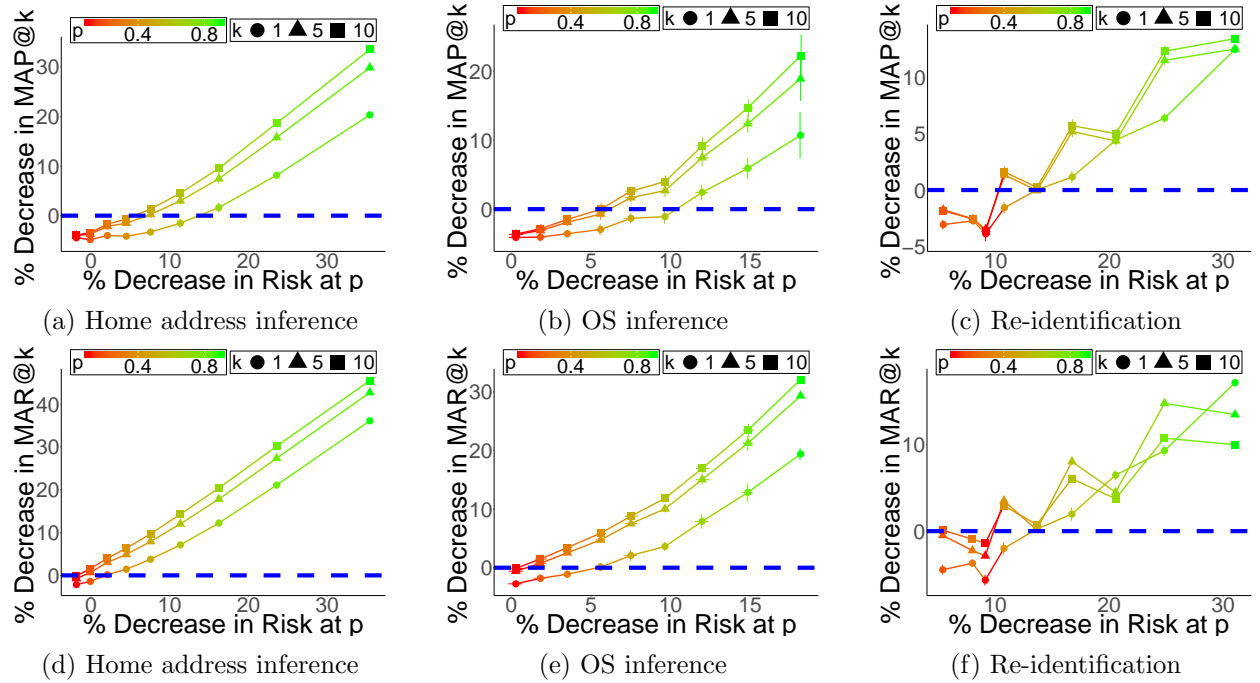 p 0.4 0.8 k 1 5 10
% Decrease in MAP@k
30
20
10
0
0 10 20 30
% Decrease in Risk at p
(a) Home address inference
p 0.4 0.8 k 1 5 10
% Decrease in MAP@k
20
10
0
0 5 10 15
% Decrease in Risk at p
(b) OS inference
p 0.4 0.8 k 1 5 10
% Decrease in MAP@k
10
5
0
−5
10 20 30
% Decrease in Risk at p
(c) Re-identification
p 0.4 0.8 k 1 5 10
% Decrease in MAR@k
40
30
20
10
0
0 10 20 30
% Decrease in Risk at p
(d) Home address inference
p 0.4 0.8 k 1 5 10
% Decrease in MAR@k
30
20
10
0
0 5 10 15
% Decrease in Risk at p
(e) OS inference
p 0.4 0.8 k 1 5 10
% Decrease in MAR@k
10
0
10 20 30
% Decrease in Risk at p
(f) Re-identification